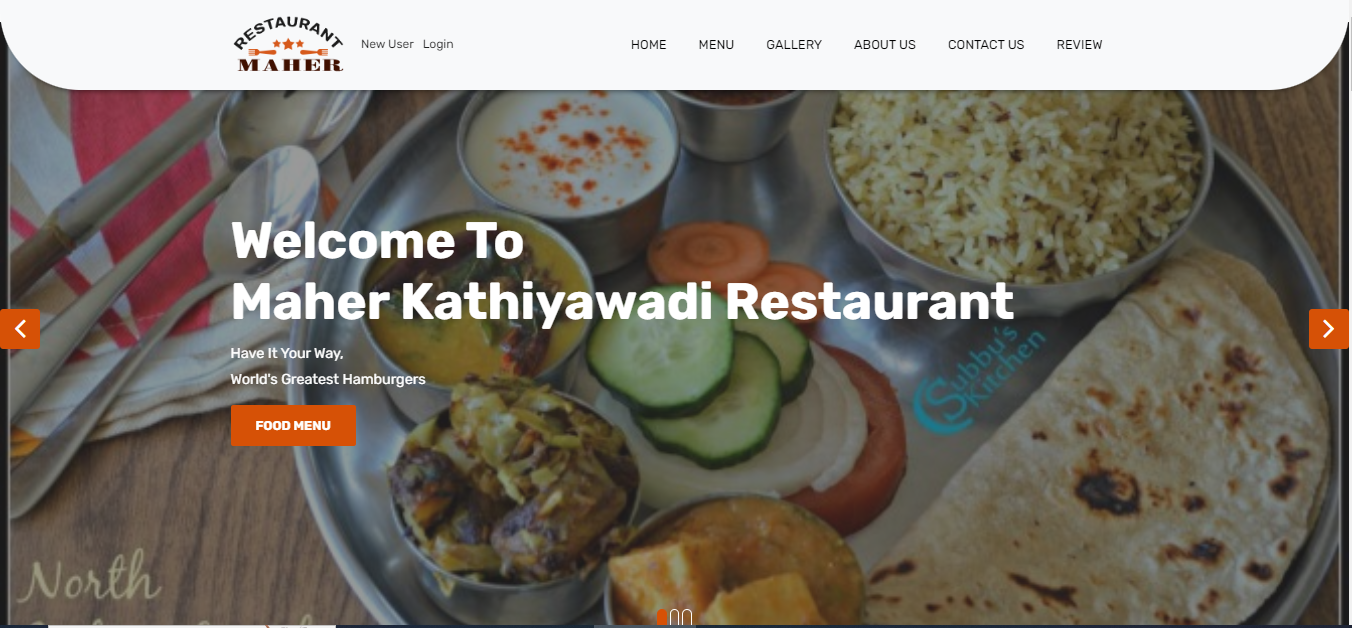 RESTAURANT
MAHER
New User Login
HOME MENU GALLERY ABOUT US CONTACT US REVIEW
Welcome To
Maher Kathiyawadi Restaurant
Have It Your Way,
World's Greatest Hamburgers
FOOD MENU
Subbu's
Kitchen
North